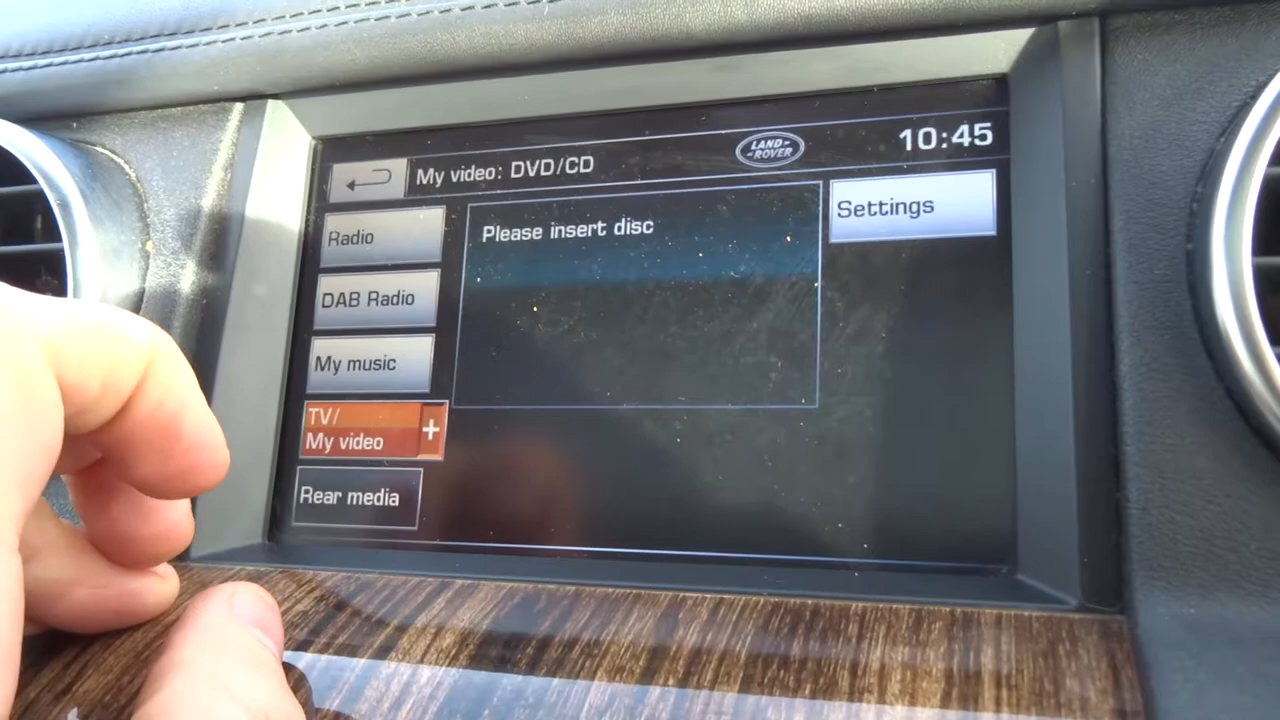 My video: DVD/CD
LAND-
-ROVER
10:45
Radio
Please insert disc
Settings
DAB Radio
My music
TV/
My video
+
Rear media